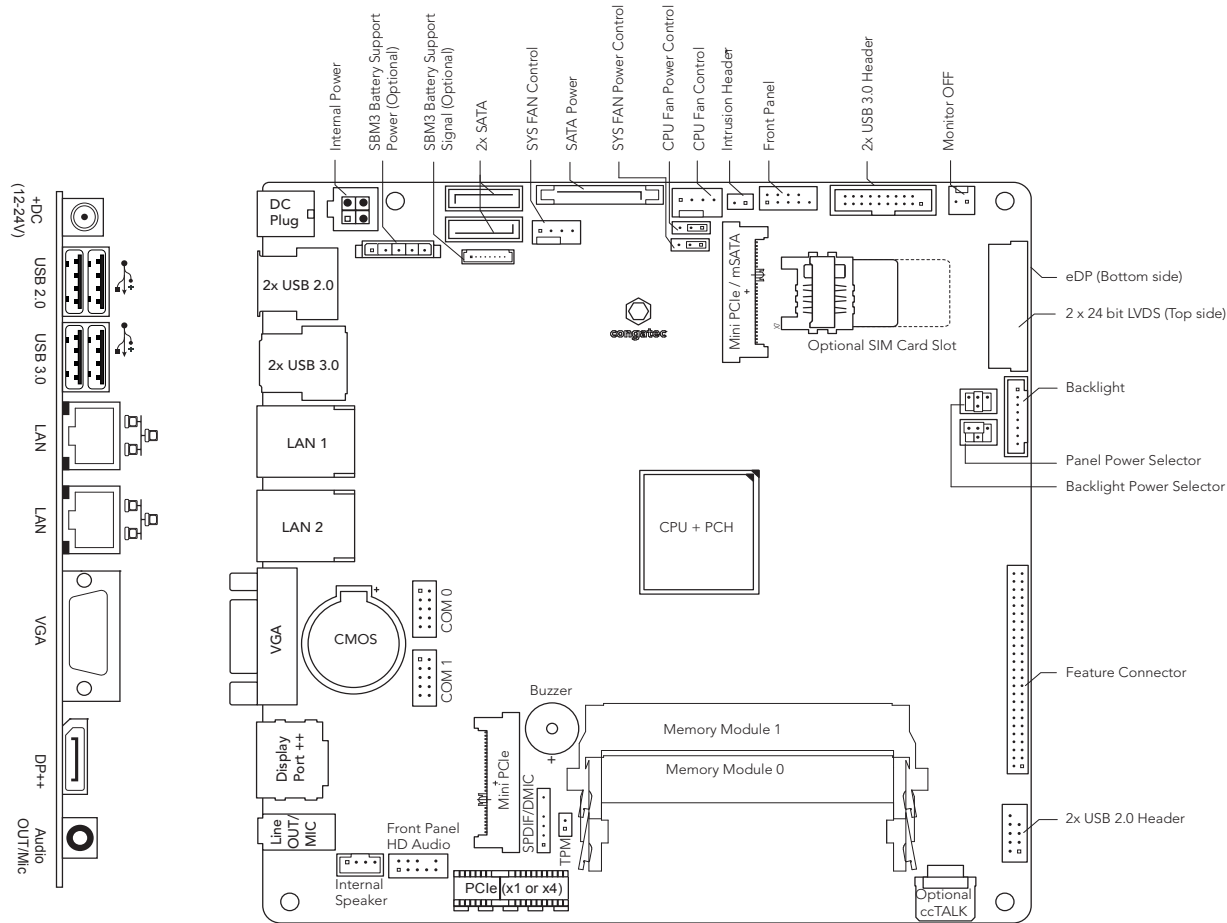 Internal Power
SBM3 Battery Support
Power (Optional)
SBM3 Battery Support
Signal (Optional)
2x SATA
SYS FAN Control
SATA Power
SYS FAN Power Control
CPU Fan Power Control
CPU Fan Control
Intrusion Header
Front Panel
2x USB 3.0 Header
Monitor OFF
+DC
(12-24V)
USB 2.0
USB 3.0
LAN
LAN
VGA
DP++
Audio
OUT/Mic
DC
Plug
2x USB 2.0
2x USB 3.0
LAN 1
LAN 2
VGA
CMOS
COM 0
COM 1
Display
Port ++
Line
OUT/
MIC
congatec
Mini PCIe / mSATA
Optional SIM Card Slot
eDP (Bottom side)
2 x 24 bit LVDS (Top side)
Backlight
Panel Power Selector
Backlight Power Selector
CPU + PCH
Feature Connector
Buzzer
Memory Module 1
Memory Module 0
Mini PCIe
SPDIF/DMIC
TPM
2x USB 2.0 Header
Front Panel
HD Audio
Internal
Speaker
PCIe (x1 or x4)
Optional
ccTALK